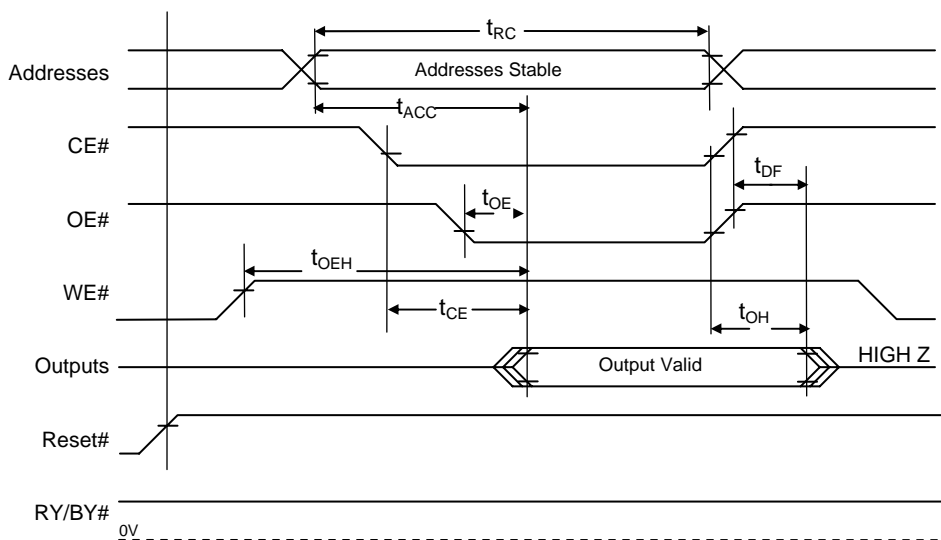 tRC
Addresses
Addresses Stable
tACC
CE#
tDF
tOE
OE#
tOEH
WE#
tCE
tOH
Outputs
Output Valid
HIGH Z
Reset#
RY/BY#
0V